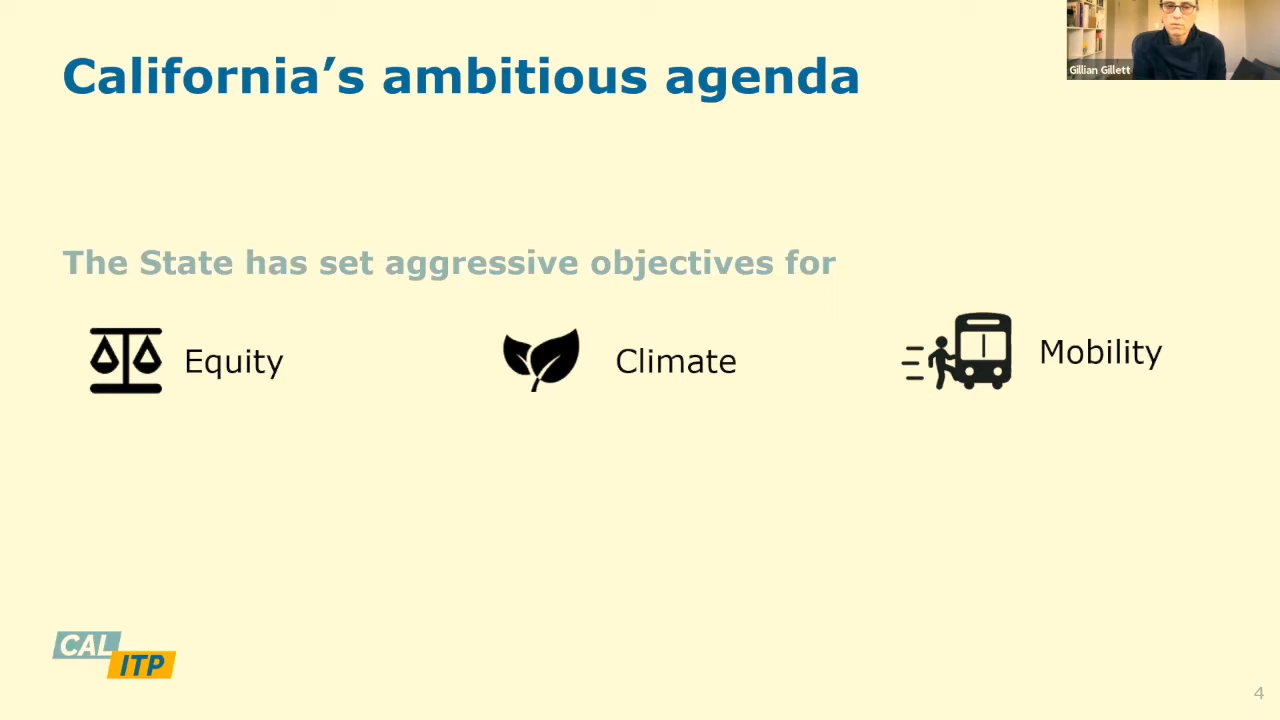 California’s ambitious agenda
Gillian Gillett
The State has set aggressive objectives for
Equity
Climate
Mobility
CAL
ITP
4